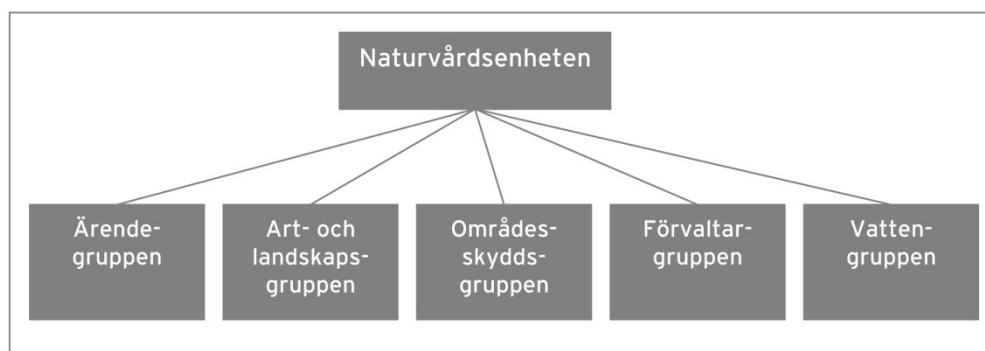 Naturvårdsenheten
Ärende-
gruppen
Art- och
landskaps-
gruppen
Områdes-
skydds-
gruppen
Förvaltar-
gruppen
Vatten-
gruppen